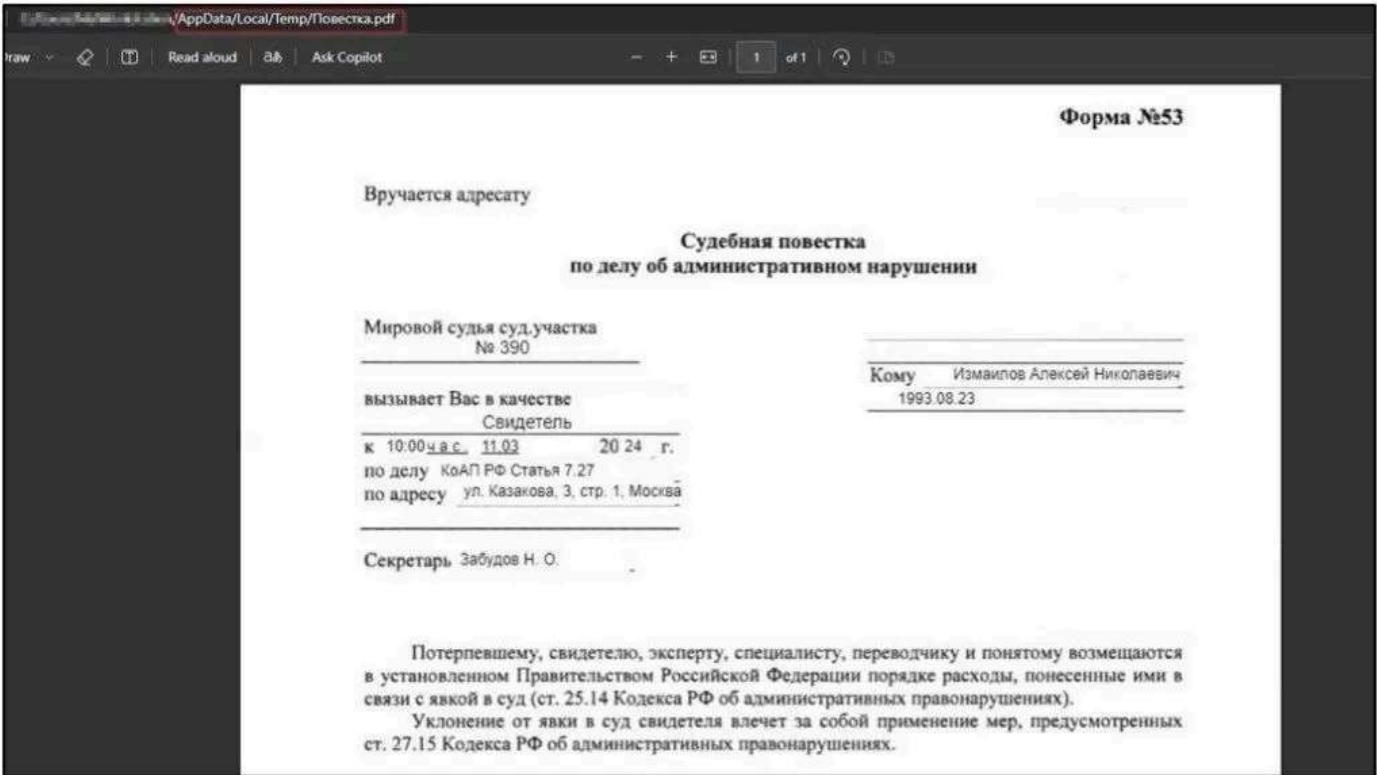 /AppData/Local/Temp/Повестка.pdf
raw Read aloud Ask Copilot 1 of 1
Форма №53
Вручается адресату
Судебная повестка
по делу об административном нарушении
Мировой судья суд.участка
№ 390
Кому Измаилов Алексей Николаевич
1993.08.23
вызывает Вас в качестве
Свидетель
к 10:00 час. 11.03 20 24 г.
по делу КоАП РФ Статья 7.27
по адресу ул. Казакова, 3, стр. 1, Москва
Секретарь Забудов Н. О.
Потерпевшему, свидетелю, эксперту, специалисту, переводчику и понятому возмещаются
в установленном Правительством Российской Федерации порядке расходы, понесенные ими в
связи с явкой в суд (ст. 25.14 Кодекса РФ об административных правонарушениях).
Уклонение от явки в суд свидетеля влечет за собой применение мер, предусмотренных
ст. 27.15 Кодекса РФ об административных правонарушениях.